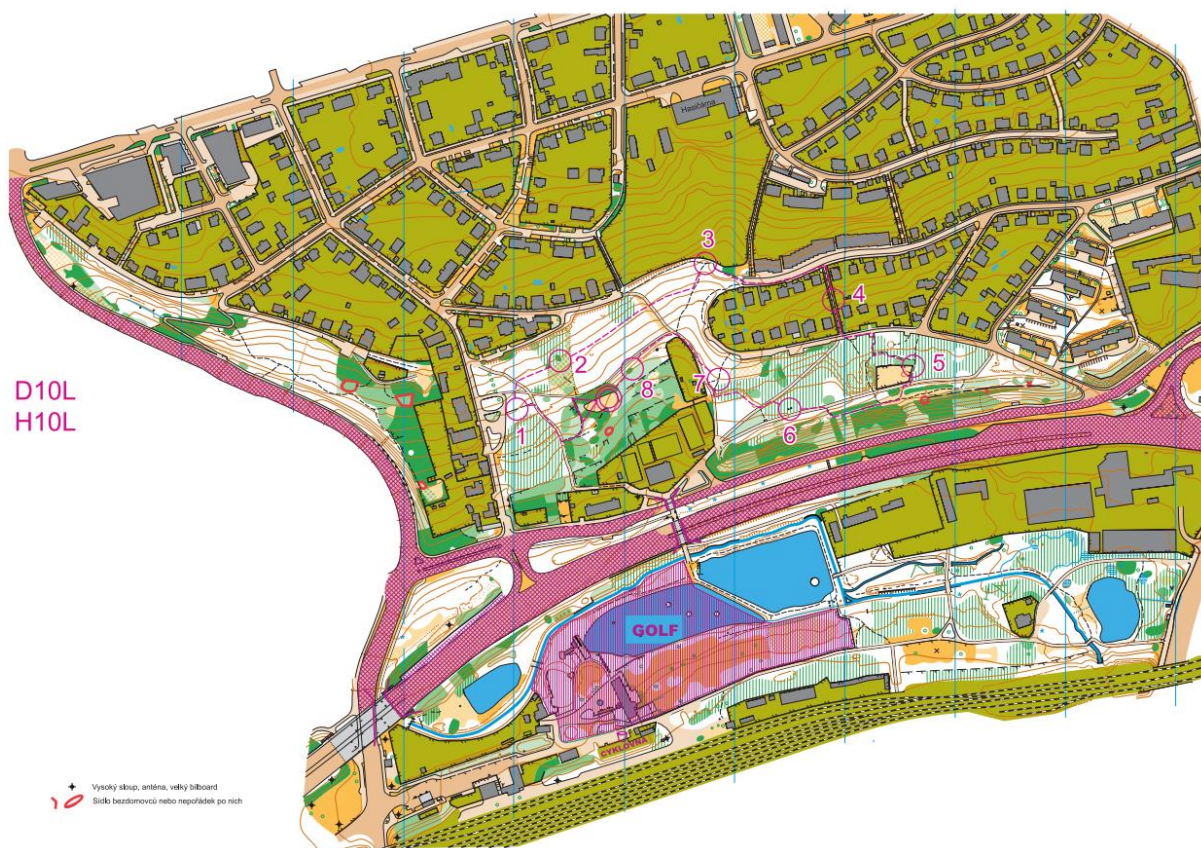 Hasičárna
3
4
2
8
7
5
1
6
D10L
H10L
GOLF
CYKLOVNA
Vysoký sloup, anténa, velký bilboard
Sídlo bezdomovců nebo nepořádek po nich